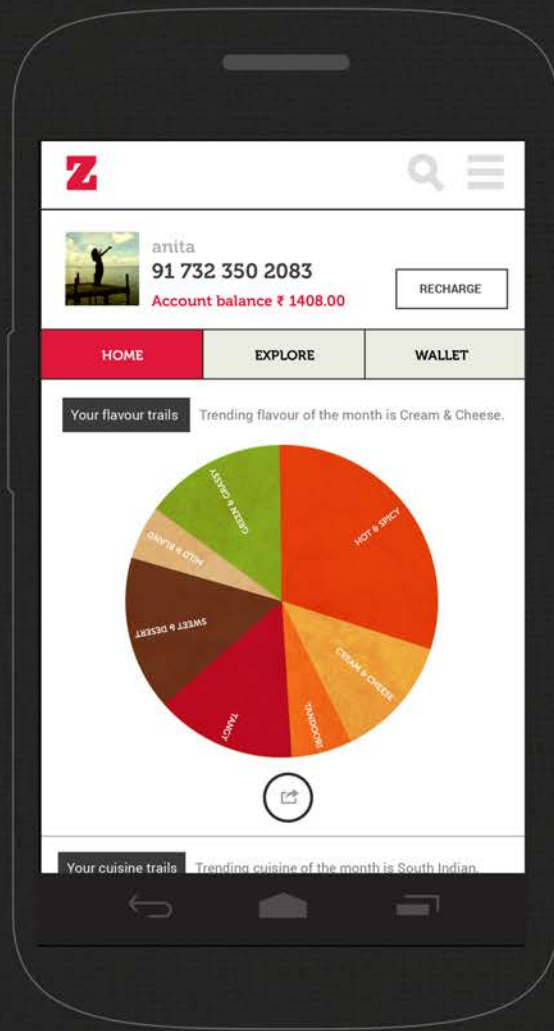 Z
anita
91 732 350 2083
Account balance ₹ 1408.00
RECHARGE
HOME
EXPLORE
WALLET
Your flavour trails
Trending flavour of the month is Cream & Cheese.
GREEN & GRASSY
HOT & SPICY
MILD & BLAND
SWEET & DESERT
CREAM & CHEESE
TANDOORI
TANGY
Your cuisine trails
Trending cuisine of the month is South Indian.